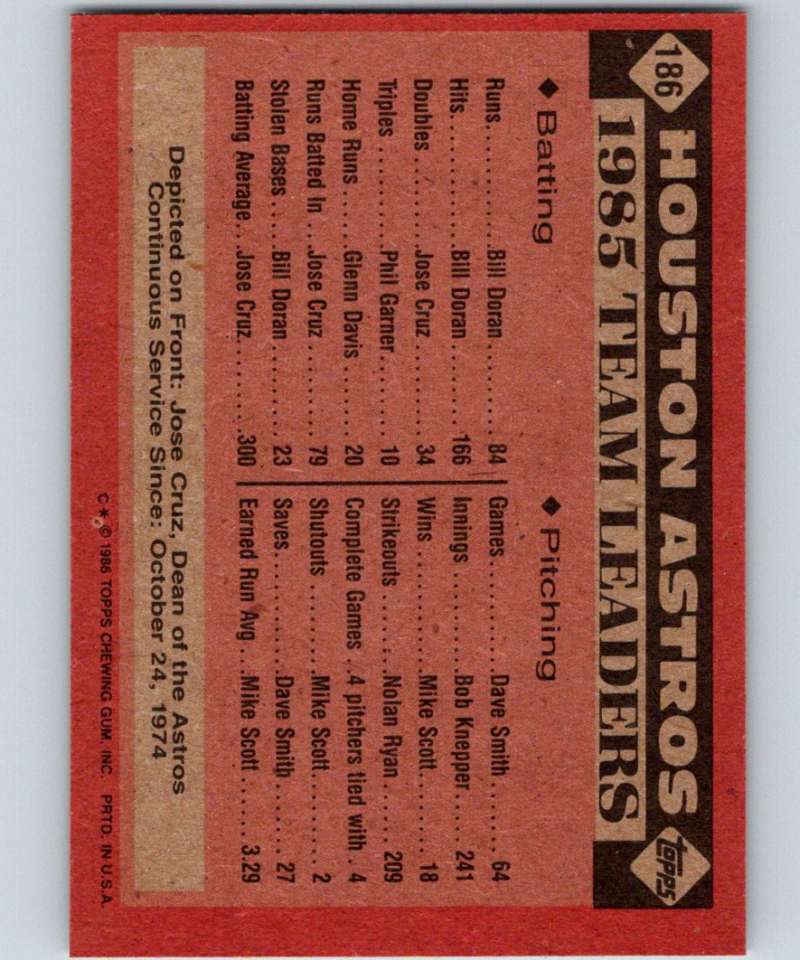 186
HOUSTON ASTROS
topps
1985 TEAM LEADERS
◆ Batting
Runs..........Bill Doran........84
Hits............Bill Doran.......166
Doubles........Jose Cruz.......34
Triples.........Phil Garner......10
Home Runs.....Glenn Davis.....20
Runs Batted In ...Jose Cruz.......79
Stolen Bases ....Bill Doran.......23
Batting Average..Jose Cruz.......300
◆ Pitching
Games...........Dave Smith.......64
Innings..........Bob Knepper.....241
Wins............Mike Scott.......18
Strikeouts.......Nolan Ryan.....209
Complete Games ..4 pitchers tied with . 4
Shutouts.........Mike Scott.......2
Saves............Dave Smith......27
Earned Run Avg ...Mike Scott.....3.29
Depicted on Front: Jose Cruz, Dean of the Astros
Continuous Service Since: October 24, 1974
C * © 1986 TOPPS CHEWING GUM, INC. PRTD. IN U.S.A.